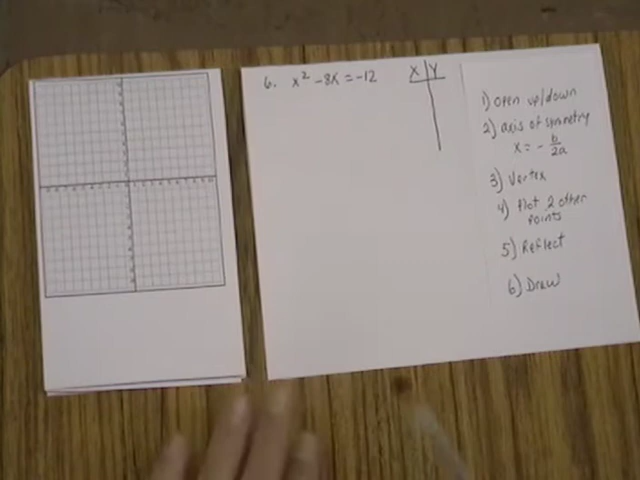 6. x² - 8x = -12
X | Y
1) open up/down
2) axis of symmetry
x = - b/2a
3) Vertex
4) Plot 2 other
points
5) Reflect
6) Draw